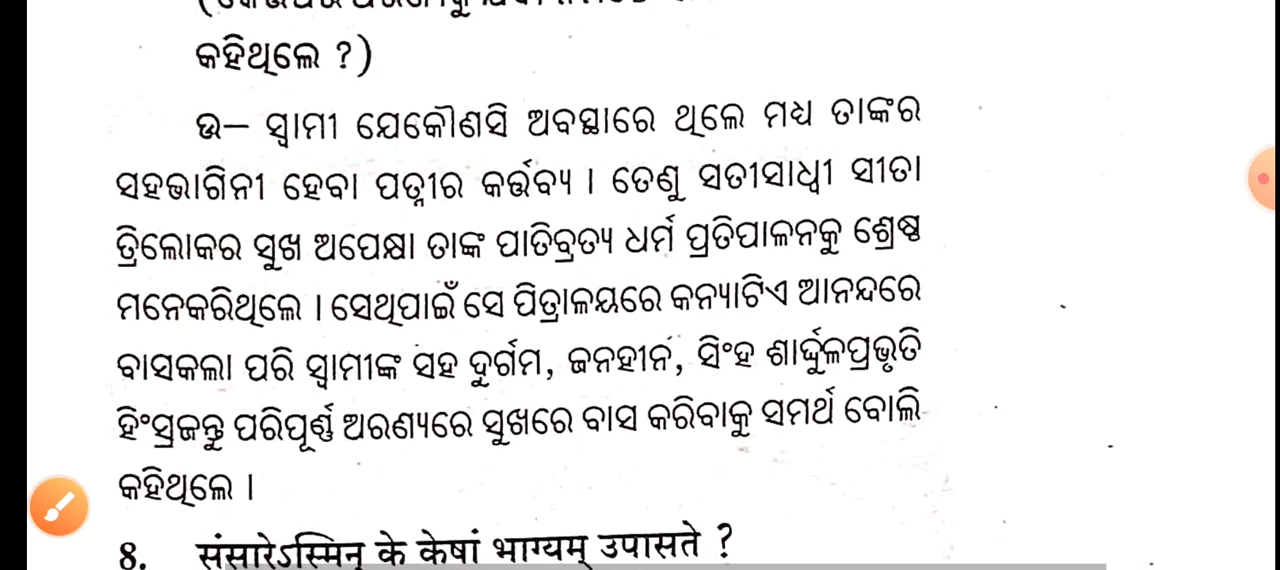 କହିଥିଲେ ?)
ଉ— ସ୍ୱାମୀ ଯେକୌଣସି ଅବସ୍ଥାରେ ଥିଲେ ମଧ୍ୟ ତାଙ୍କର
ସହଭାଗିନୀ ହେବା ପତ୍ନୀର କର୍ତ୍ତବ୍ୟ । ତେଣୁ ସତୀସାଧ୍ୱୀ ସୀତା
ତ୍ରିଲୋକର ସୁଖ ଅପେକ୍ଷା ତାଙ୍କ ପାତିବ୍ରତ୍ୟ ଧର୍ମ ପ୍ରତିପାଳନକୁ ଶ୍ରେଷ୍ଠ
ମନେକରିଥିଲେ । ସେଥିପାଇଁ ସେ ପିତ୍ରାଳୟରେ କନ୍ୟାଟିଏ ଆନନ୍ଦରେ
ବାସକଲା ପରି ସ୍ୱାମୀଙ୍କ ସହ ଦୁର୍ଗମ, ଜନହୀନ, ସିଂହ ଶାର୍ଦ୍ଦୁଳପ୍ରଭୃତି
ହିଂସ୍ରଜନ୍ତୁ ପରିପୂର୍ଣ୍ଣ ଅରଣ୍ୟରେ ସୁଖରେ ବାସ କରିବାକୁ ସମର୍ଥ ବୋଲି
କହିଥିଲେ ।
8. संसारेऽस्मिन् के केषां भाग्यम् उपासते ?